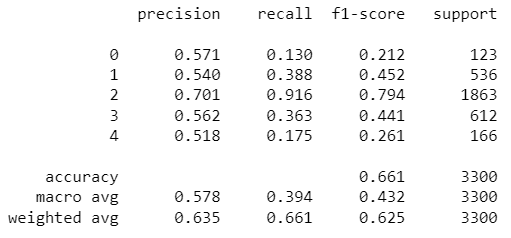 precision recall f1-score support
0 0.571 0.130 0.212 123
1 0.540 0.388 0.452 536
2 0.701 0.916 0.794 1863
3 0.562 0.363 0.441 612
4 0.518 0.175 0.261 166
accuracy 0.661 3300
macro avg 0.578 0.394 0.432 3300
weighted avg 0.635 0.661 0.625 3300